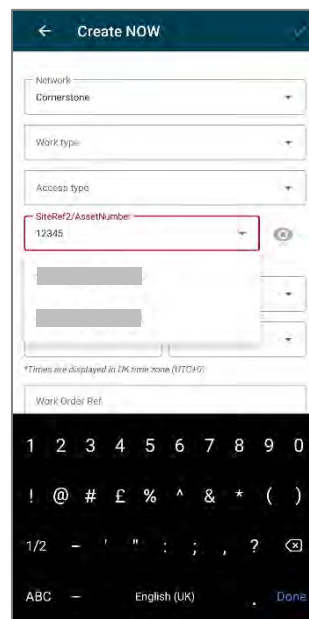 Create NOW
Network
Cornerstone
Work type
Access type
SiteRef2/AssetNumber
12345
*Times are displayed in UK time zone (UTC+0)
Work Order Ref
1 2 3 4 5 6 7 8 9 0
! @ # £ % ^ & * ( )
1/2 - ' " : ; , ?
ABC - English (UK) . Done